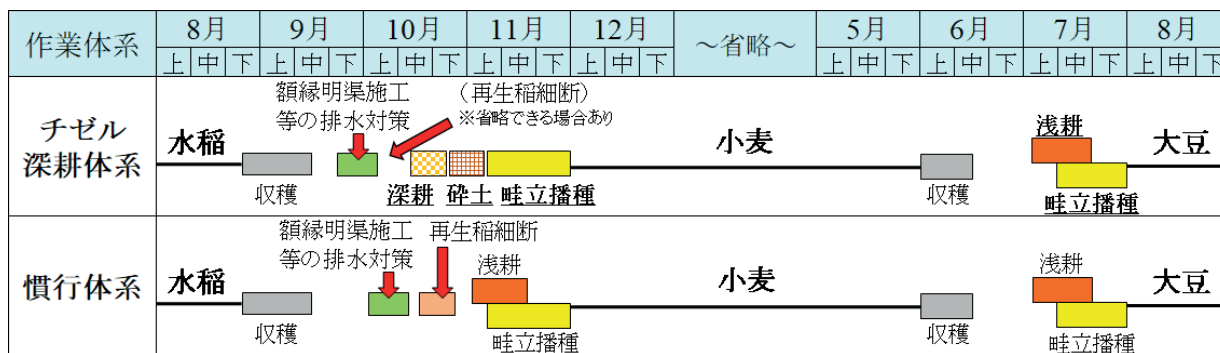 作業体系 8月 9月 10月 11月 12月 ～省略～ 5月 6月 7月 8月
上 中 下 上 中 下 上 中 下 上 中 下 上 中 下 上 中 下 上 中 下 上 中 下 上 中 下
チゼル
深耕体系
水稲
収穫
額縁明渠施工
等の排水対策
（再生稲細断）
※省略できる場合あり
深耕 砕土 畦立播種
小麦
収穫
浅耕
畦立播種
大豆
慣行体系
水稲
収穫
額縁明渠施工
等の排水対策
再生稲細断
浅耕
畦立播種
小麦
収穫
浅耕
畦立播種
大豆